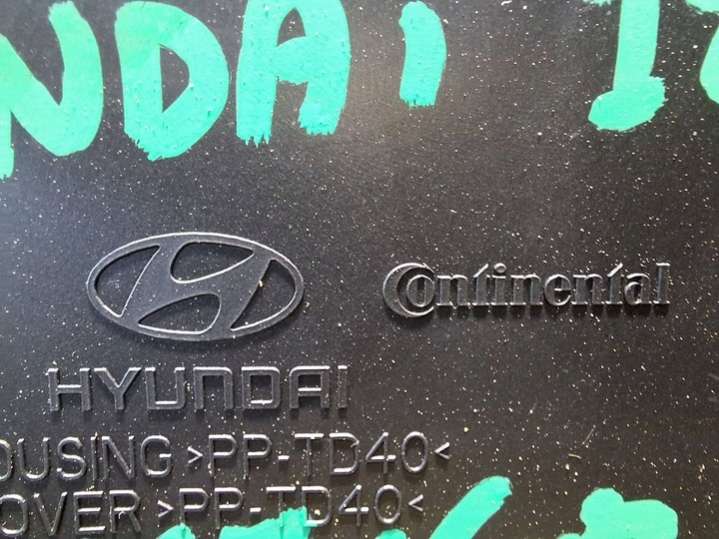 NDAI
Continental
HYUNDAI
OUSING >PP-TD40<
OVER >PP-TD40<